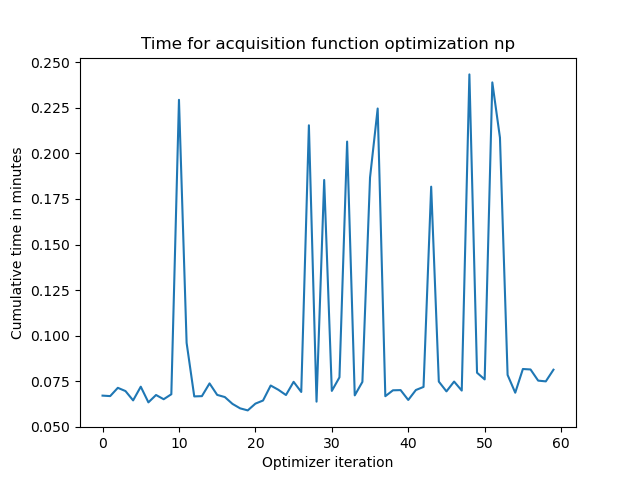 Time for acquisition function optimization np
0.250
0.225
0.200
0.175
0.150
0.125
0.100
0.075
0.050
Cumulative time in minutes
0 10 20 30 40 50 60
Optimizer iteration